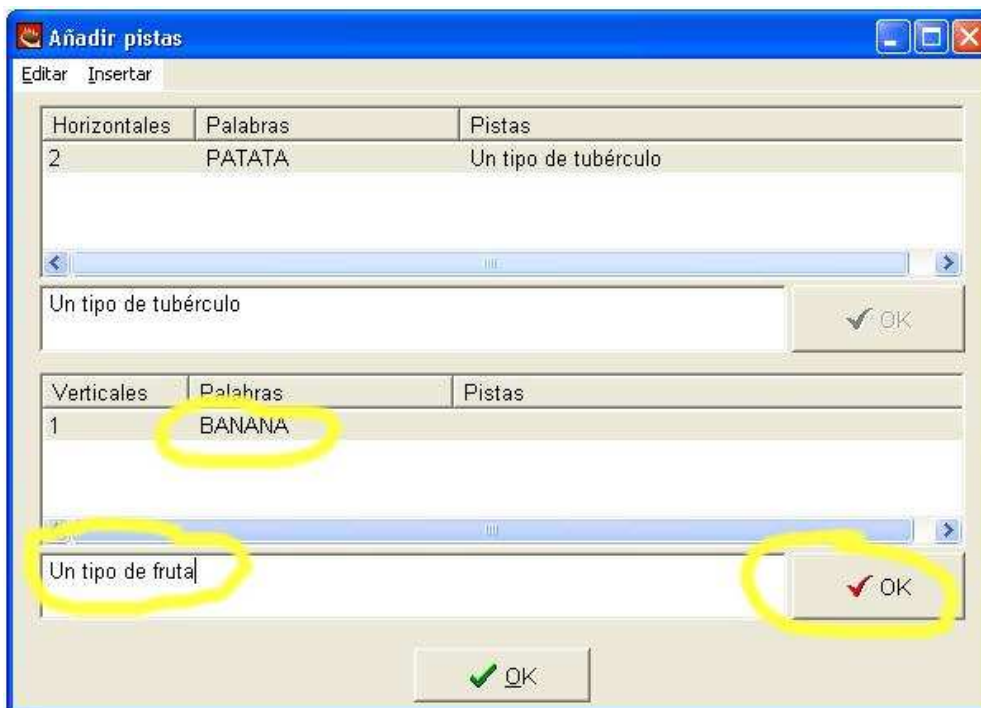 Añadir pistas
Editar Insertar
Horizontales Palabras Pistas
2 PATATA Un tipo de tubérculo
Un tipo de tubérculo
OK
Verticales Palabras Pistas
1 BANANA
Un tipo de fruta
OK
OK